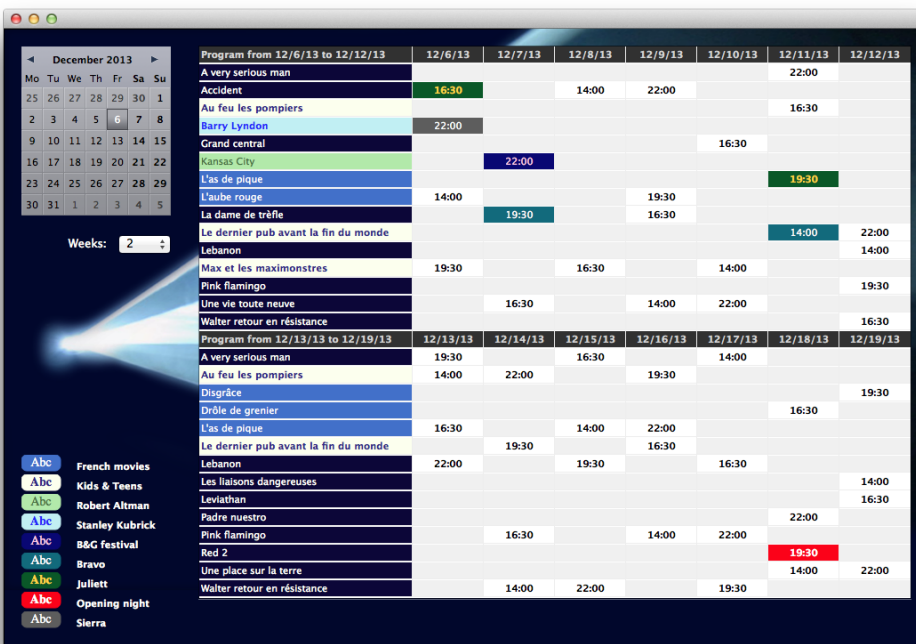 ◄ December 2013 ►
Mo Tu We Th Fr Sa Su
25 26 27 28 29 30 1
2 3 4 5 6 7 8
9 10 11 12 13 14 15
16 17 18 19 20 21 22
23 24 25 26 27 28 29
30 31 1 2 3 4 5
Weeks: 2
Program from 12/6/13 to 12/12/13 12/6/13 12/7/13 12/8/13 12/9/13 12/10/13 12/11/13 12/12/13
A very serious man 22:00
Accident 16:30 14:00 22:00
Au feu les pompiers 16:30
Barry Lyndon 22:00
Grand central 16:30
Kansas City 22:00
L'as de pique 19:30
L'aube rouge 14:00 19:30
La dame de trèfle 19:30 16:30
Le dernier pub avant la fin du monde 14:00 22:00
Lebanon 14:00
Max et les maximonstres 19:30 16:30 14:00
Pink flamingo 19:30
Une vie toute neuve 16:30 14:00 22:00
Walter retour en résistance 16:30
Program from 12/13/13 to 12/19/13 12/13/13 12/14/13 12/15/13 12/16/13 12/17/13 12/18/13 12/19/13
A very serious man 19:30 16:30 14:00
Au feu les pompiers 14:00 22:00 19:30
Disgrâce 19:30
Drôle de grenier 16:30
L'as de pique 16:30 14:00 22:00
Le dernier pub avant la fin du monde 19:30 16:30
Lebanon 22:00 19:30 16:30
Les liaisons dangereuses 14:00
Leviathan 16:30
Padre nuestro 22:00
Pink flamingo 16:30 14:00 22:00
Red 2 19:30
Une place sur la terre 14:00 22:00
Walter retour en résistance 14:00 22:00 19:30
Abc French movies
Abc Kids & Teens
Abc Robert Altman
Abc Stanley Kubrick
Abc B&G festival
Abc Bravo
Abc Juliett
Abc Opening night
Abc Sierra